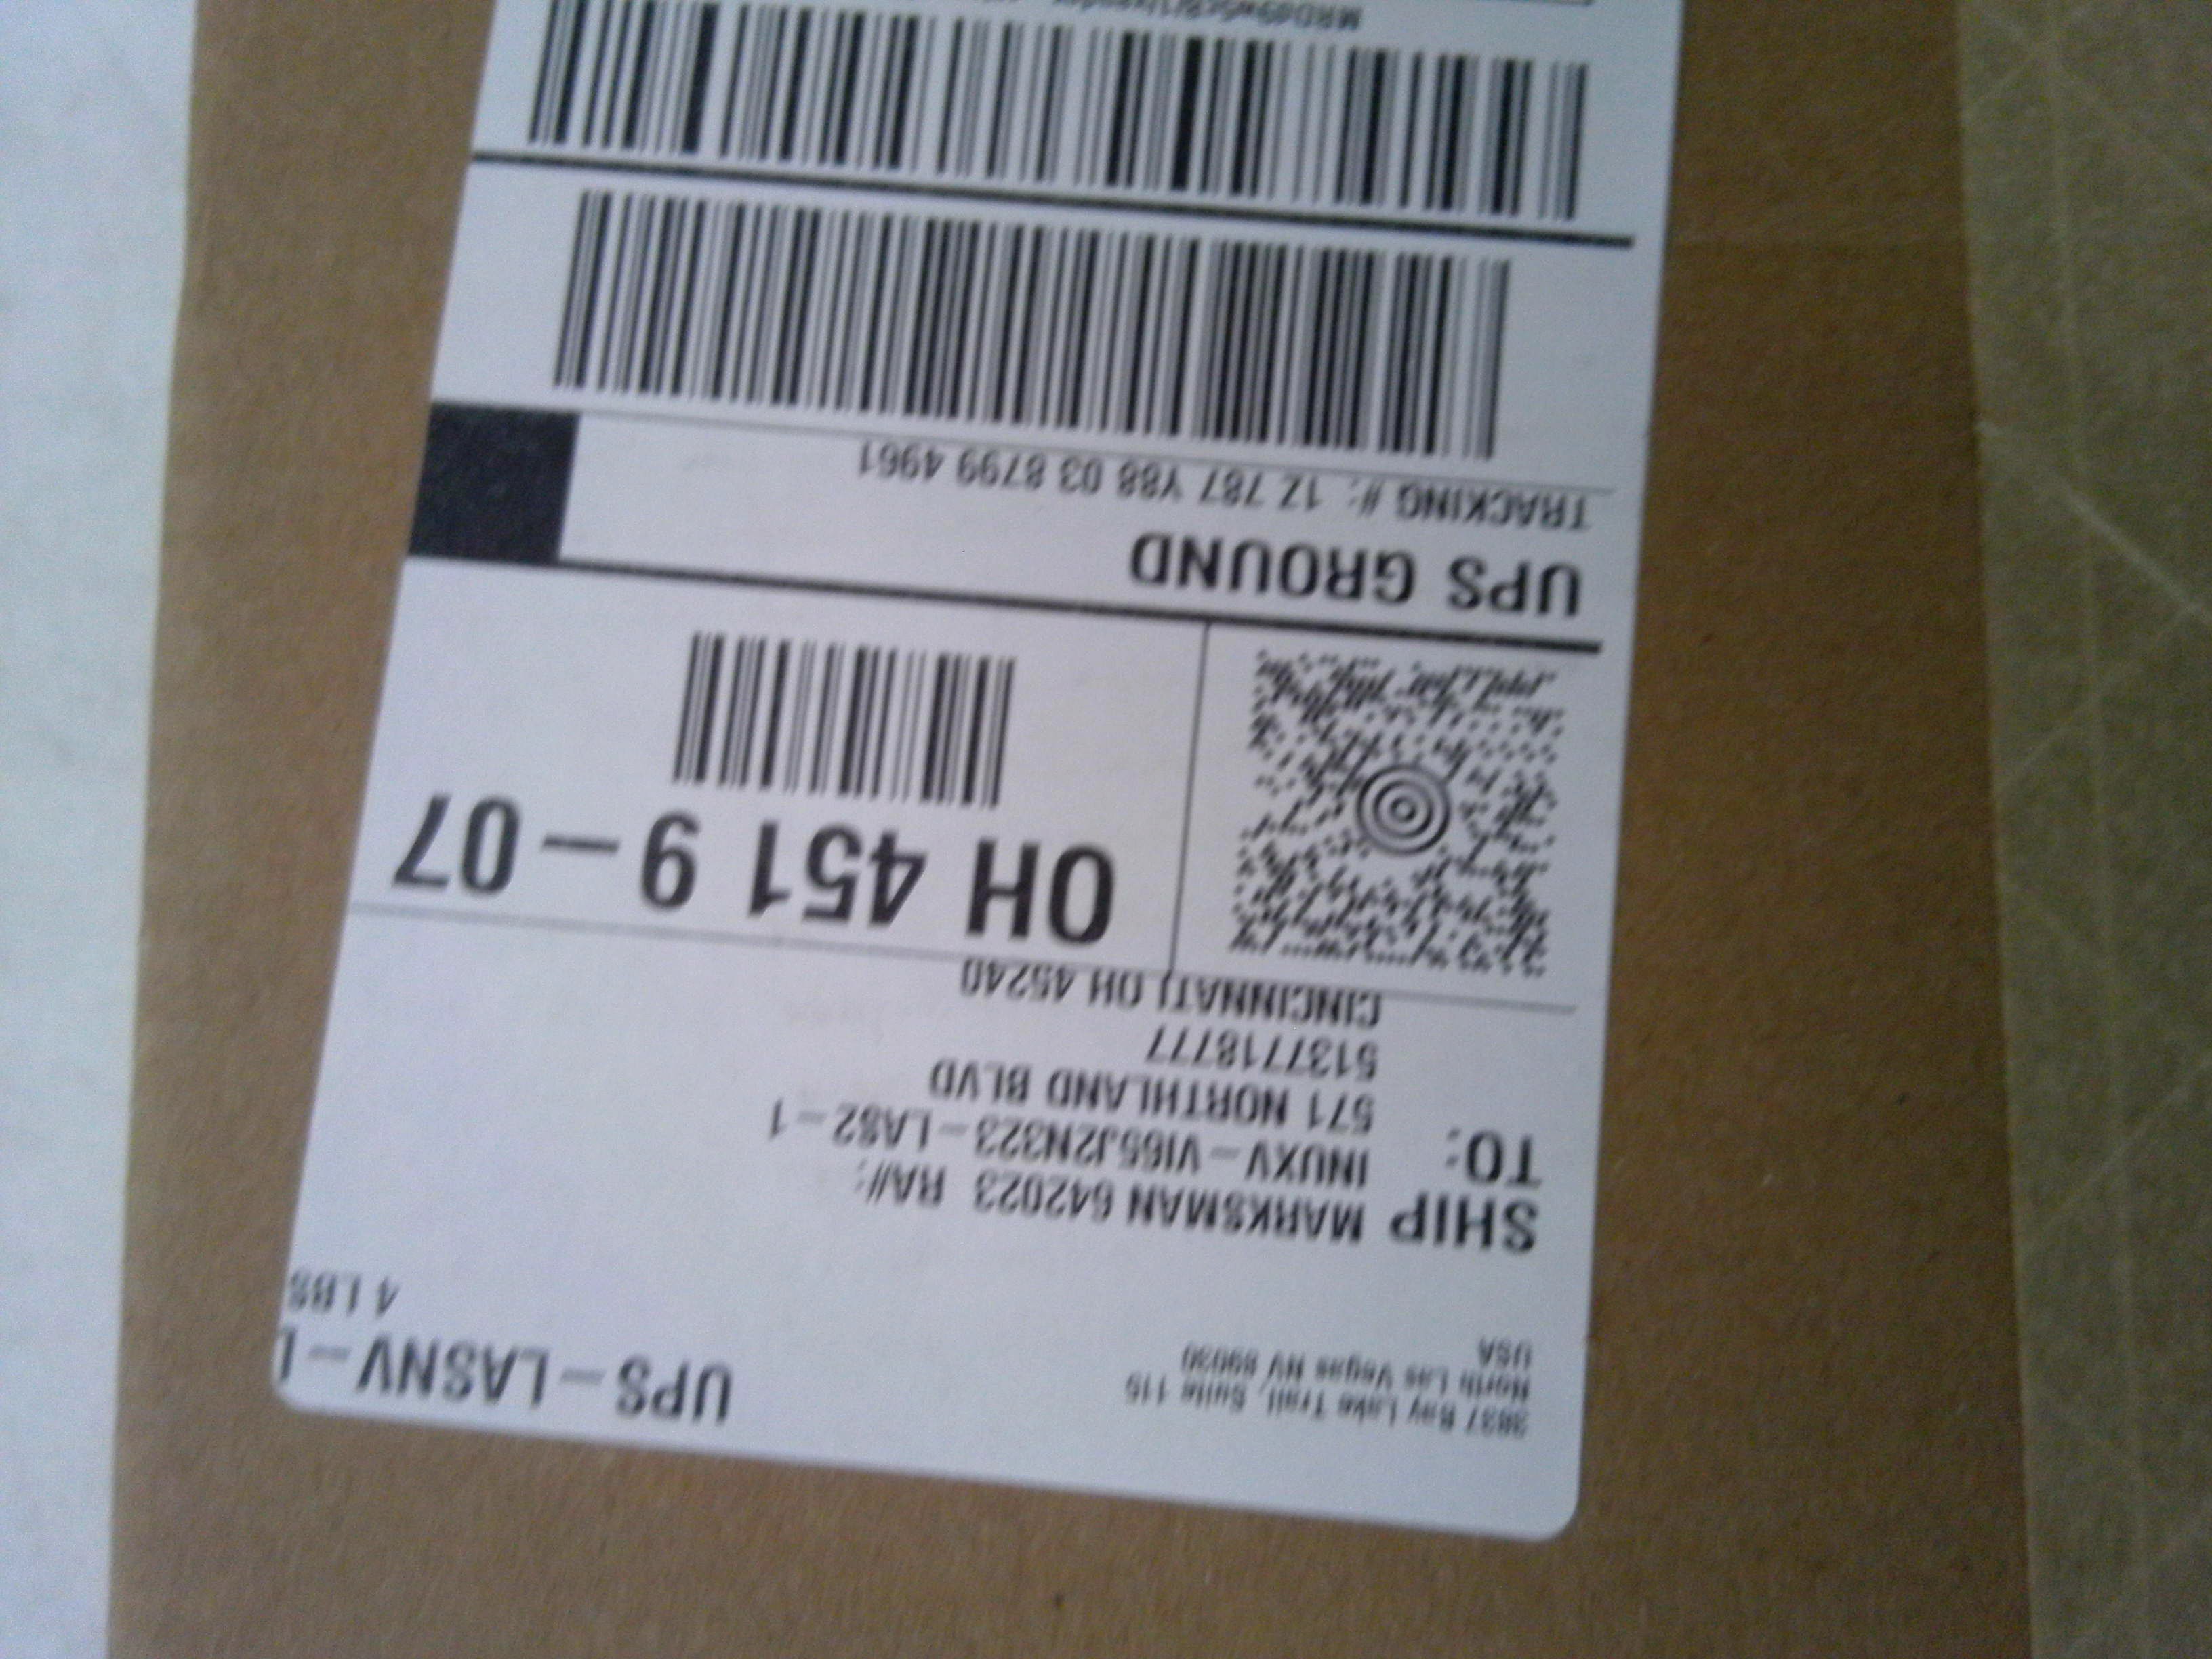 3837 Bay Lake Trail, Suite 115
North Las Vegas NV 89030
USA
UPS-LASNV-
4 LBS
SHIP TO:
MARKSMAN 642023 RA#:
INUXV-VI65J2N323-LAS2-1
571 NORTHLAND BLVD
5137718777
CINCINNATI OH 45240
OH 451 9-07
UPS GROUND
TRACKING #: 1Z 787 Y88 03 8799 4961